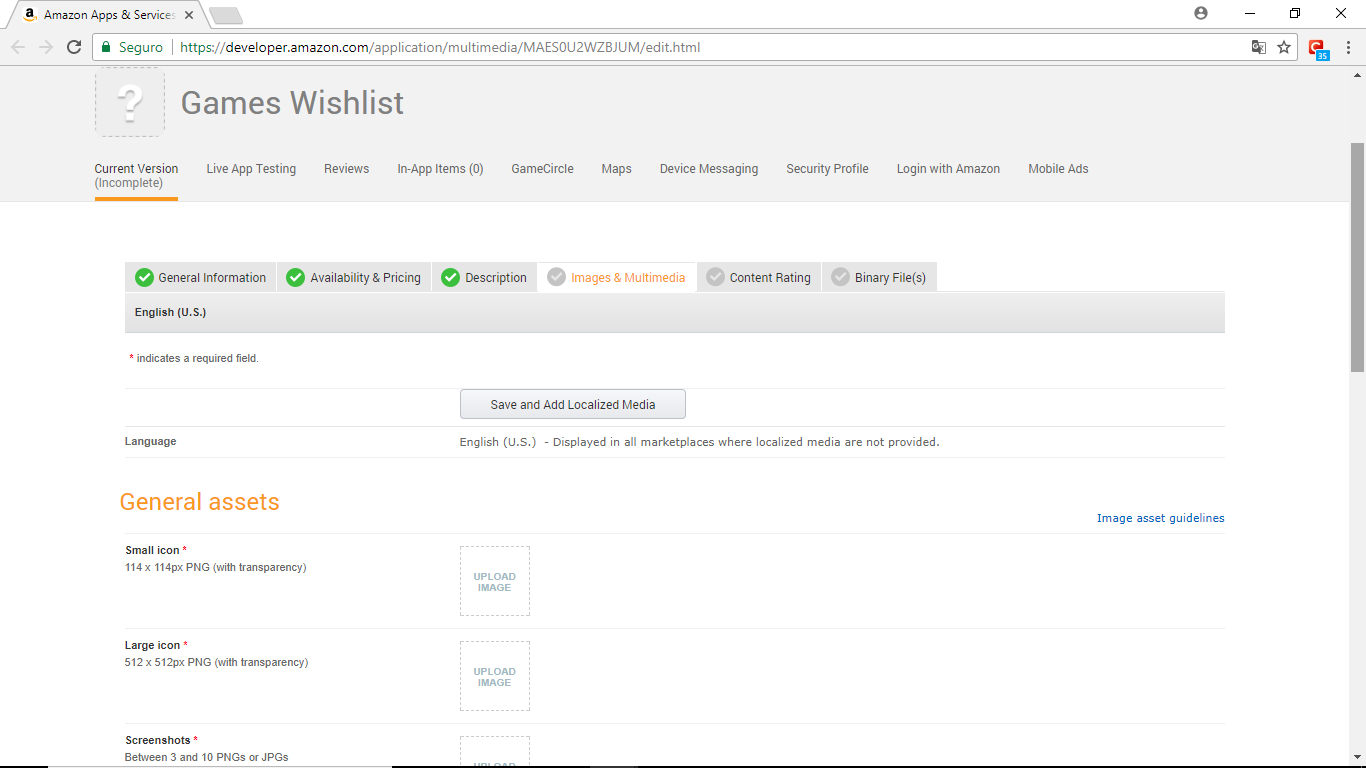 Amazon Apps & Services
Seguro
https://developer.amazon.com/application/multimedia/MAES0U2WZBJUM/edit.html
35
?
Games Wishlist
Current Version
(Incomplete)
Live App Testing
Reviews
In-App Items (0)
GameCircle
Maps
Device Messaging
Security Profile
Login with Amazon
Mobile Ads
General Information
Availability & Pricing
Description
Images & Multimedia
Content Rating
Binary File(s)
English (U.S.)
* indicates a required field.
Save and Add Localized Media
Language
English (U.S.) - Displayed in all marketplaces where localized media are not provided.
General assets
Image asset guidelines
Small icon *
114 x 114px PNG (with transparency)
UPLOAD
IMAGE
Large icon *
512 x 512px PNG (with transparency)
UPLOAD
IMAGE
Screenshots *
Between 3 and 10 PNGs or JPGs
UPLOAD